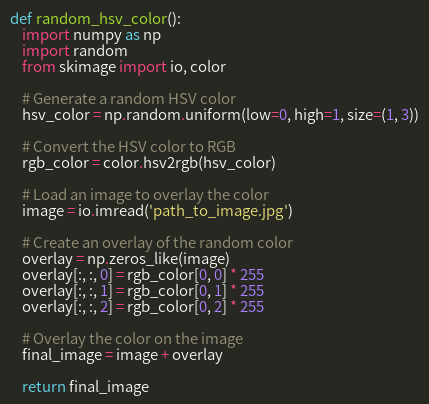 def random_hsv_color():
import numpy as np
import random
from skimage import io, color
# Generate a random HSV color
hsv_color = np.random.uniform(low=0, high=1, size=(1, 3))
# Convert the HSV color to RGB
rgb_color = color.hsv2rgb(hsv_color)
# Load an image to overlay the color
image = io.imread('path_to_image.jpg')
# Create an overlay of the random color
overlay = np.zeros_like(image)
overlay[:, :, 0] = rgb_color[0, 0] * 255
overlay[:, :, 1] = rgb_color[0, 1] * 255
overlay[:, :, 2] = rgb_color[0, 2] * 255
# Overlay the color on the image
final_image = image + overlay
return final_image